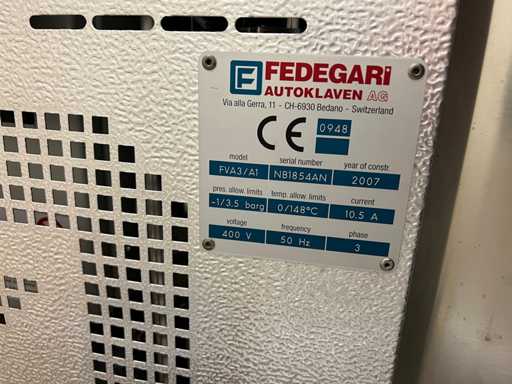 F FEDEGARi
AUTOKLAVEN AG
Via alla Gerra, 11 - CH-6930 Bedano - Switzerland
CE 0948
model serial number year of constr.
FVA3/A1 NB1854AN 2007
pres. allow. limits temp. allow. limits current
-1/3.5 barg 0/148°C 10.5 A
voltage frequency phase
400 V 50 Hz 3